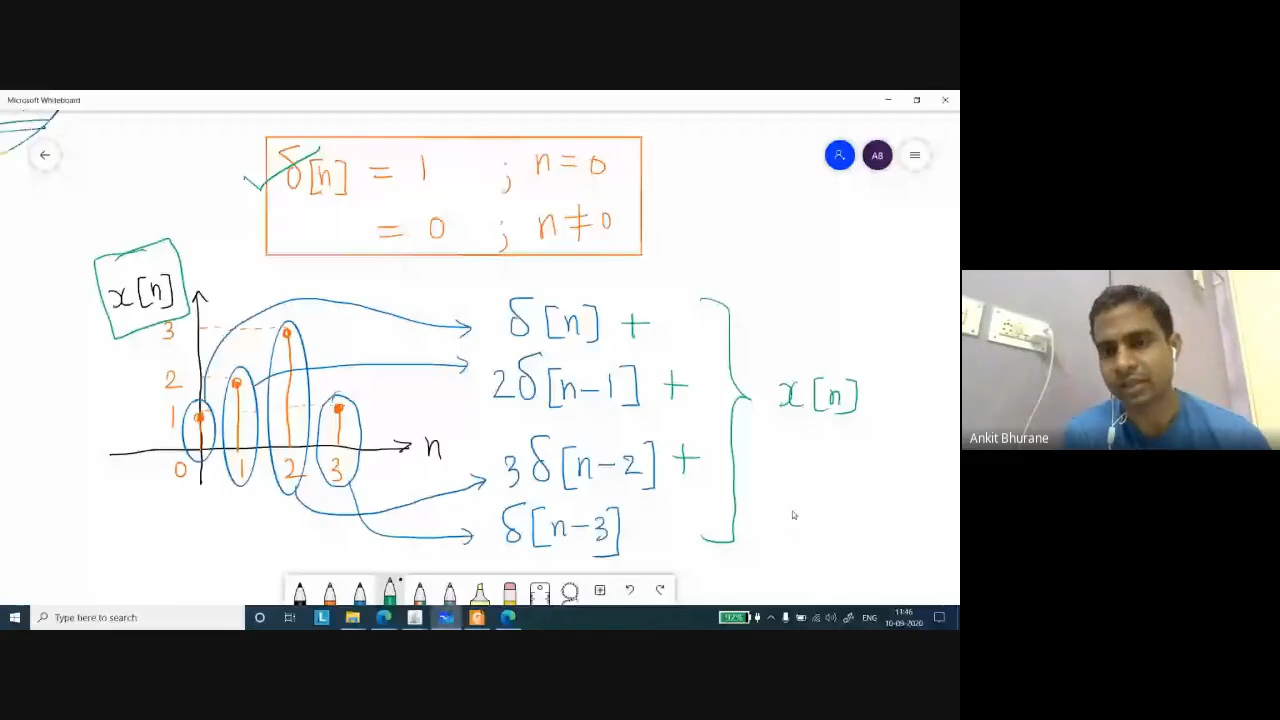 Microsoft Whiteboard
δ[n] = 1 ; n = 0
= 0 ; n ≠ 0
AB
x[n]
3
2
1
0 1 2 3 n
δ[n] +
2δ[n-1] +
3δ[n-2] +
δ[n-3]
x[n]
Ankit Bhurane
Type here to search
L
92%
ENG
11:46
10-09-2020